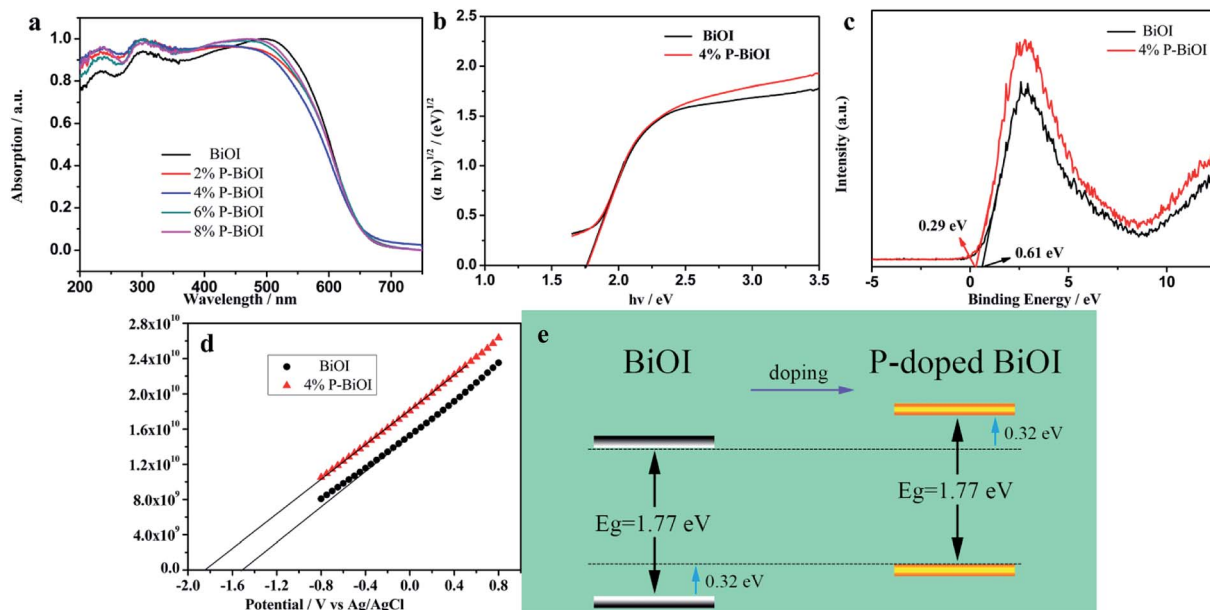 a
Absorption / a.u.
1.0
0.8
0.6
0.4
0.2
0.0
BiOI
2% P-BiOI
4% P-BiOI
6% P-BiOI
8% P-BiOI
200 300 400 500 600 700
Wavelength / nm
b
(α hν)1/2 / (eV)1/2
2.5
2.0
1.5
1.0
0.5
0.0
BiOI
4% P-BiOI
1.0 1.5 2.0 2.5 3.0 3.5
hν / eV
c
Intensity (a.u.)
BiOI
4% P-BiOI
0.29 eV
0.61 eV
-5 0 5 10
Binding Energy / eV
d
2.8x10^10
2.4x10^10
2.0x10^10
1.6x10^10
1.2x10^10
8.0x10^9
4.0x10^9
0.0
BiOI
4% P-BiOI
-2.0 -1.6 -1.2 -0.8 -0.4 0.0 0.4 0.8
Potential / V vs Ag/AgCl
e
BiOI
doping
P-doped BiOI
0.32 eV
Eg=1.77 eV
Eg=1.77 eV
0.32 eV